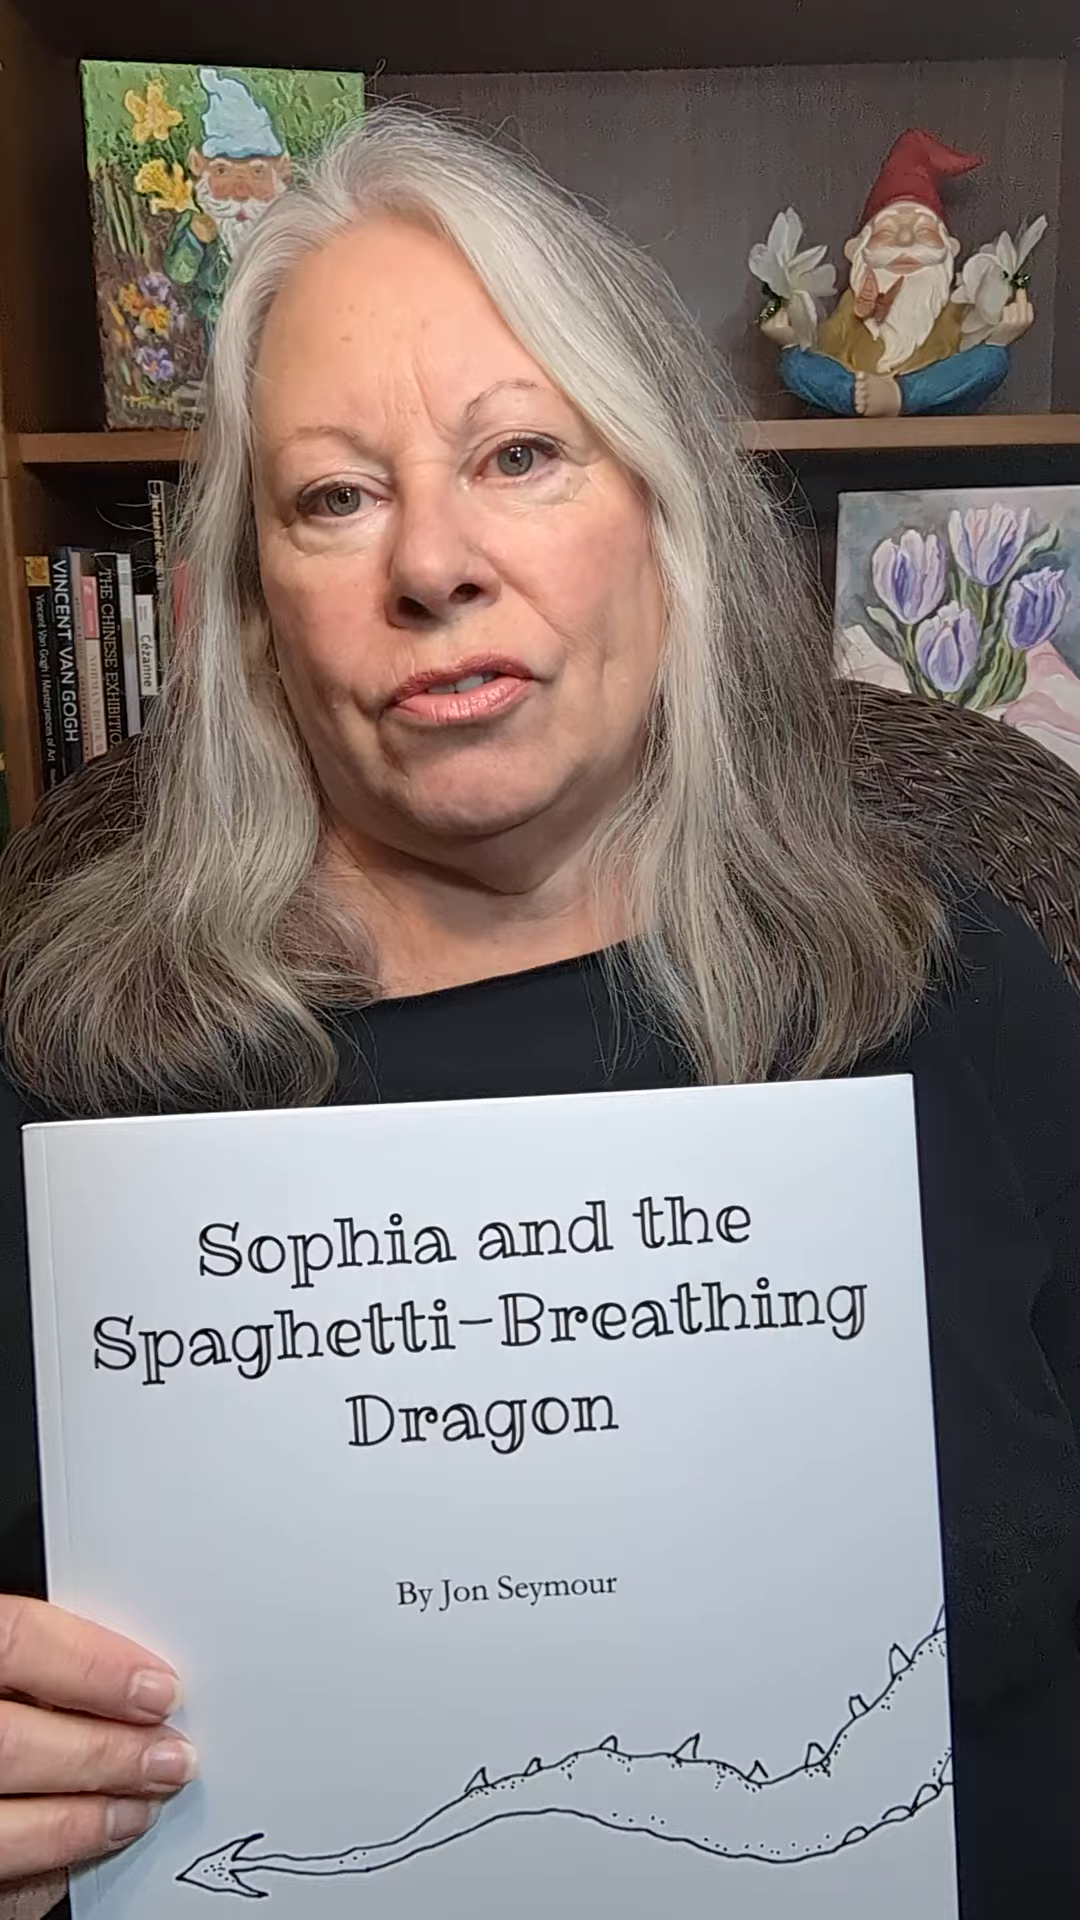 VINCENT VAN GOGH
Vincent Van Gogh | Masterpieces of Art
THE CHINESE EXHIBITIO
Cézanne
Sophia and the
Spaghetti-Breathing
Dragon
By Jon Seymour